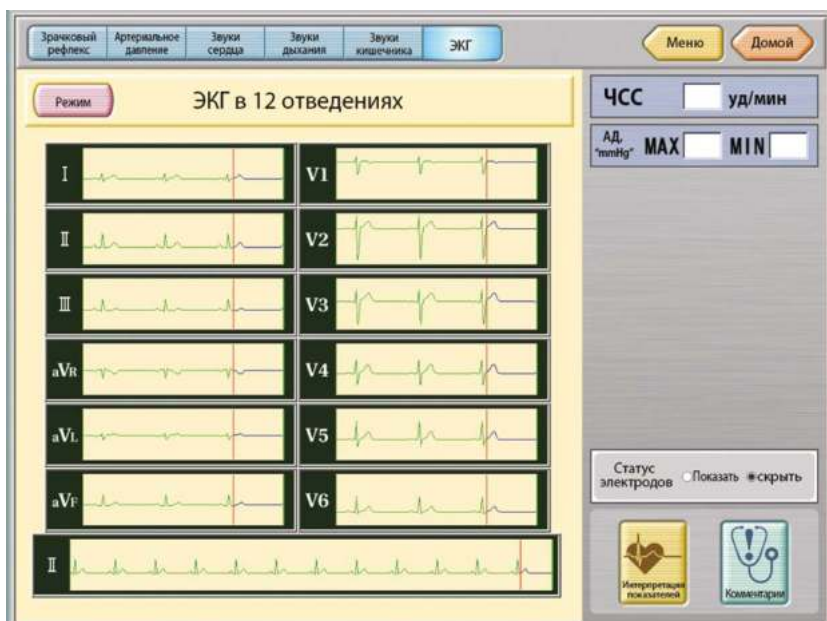 Зрачковый
рефлекс
Артериальное
давление
Звуки
сердца
Звуки
дыхания
Звуки
кишечника
ЭКГ
Меню
Домой
Режим
ЭКГ в 12 отведениях
ЧСС уд/мин
АД,
"mmHg" MAX MIN
I
V1
II
V2
III
V3
aVR
V4
aVL
V5
aVF
V6
II
Статус
электродов
Показать
скрыть
Интерпретация
показателей
Комментарии